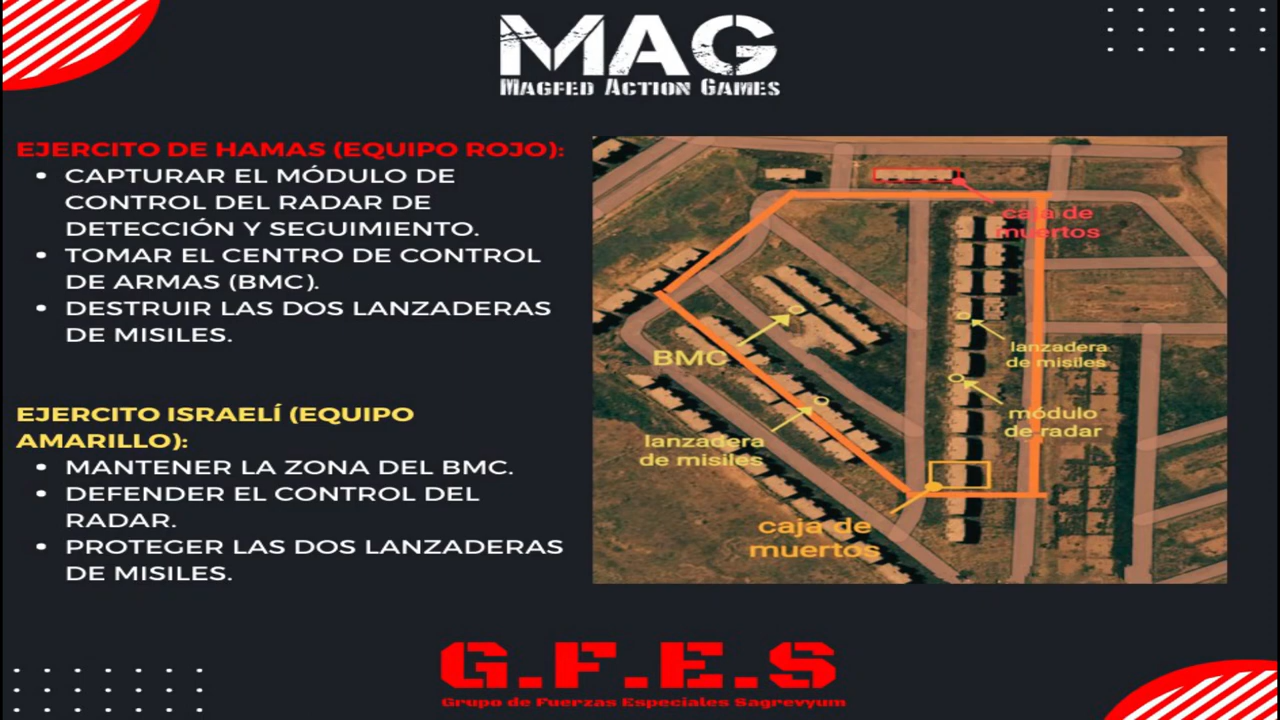 MAG
MAGFED ACTION GAMES
EJERCITO DE HAMAS (EQUIPO ROJO):
• CAPTURAR EL MÓDULO DE
CONTROL DEL RADAR DE
DETECCIÓN Y SEGUIMIENTO.
• TOMAR EL CENTRO DE CONTROL
DE ARMAS (BMC).
• DESTRUIR LAS DOS LANZADERAS
DE MISILES.
EJERCITO ISRAELÍ (EQUIPO
AMARILLO):
• MANTENER LA ZONA DEL BMC.
• DEFENDER EL CONTROL DEL
RADAR.
• PROTEGER LAS DOS LANZADERAS
DE MISILES.
caja de
muertos
BMC
lanzadera
de misiles
módulo
de radar
lanzadera
de misiles
caja de
muertos
G.F.E.S
Grupo de Fuerzas Especiales Sagrevyum